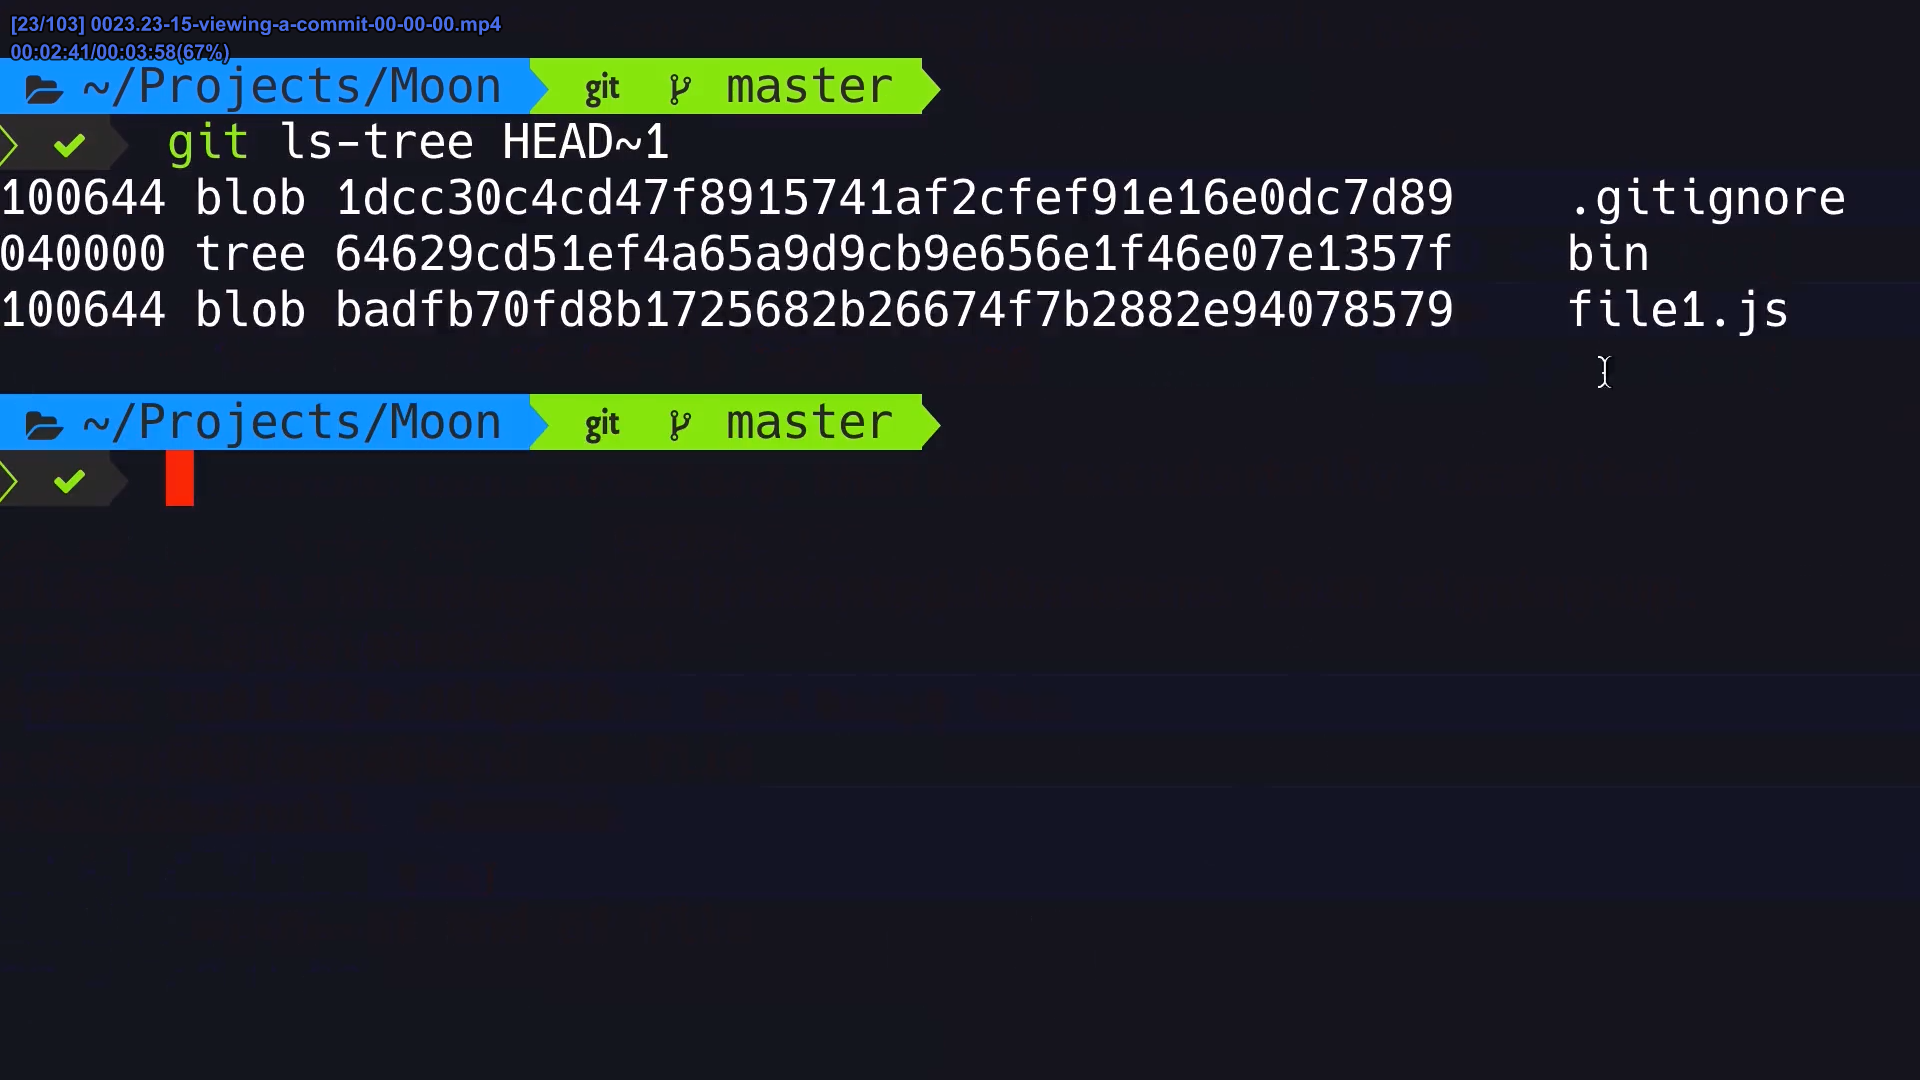 [23/103] 0023.23-15-viewing-a-commit-00-00-00.mp4
00:02:41/00:03:58(67%)
~/Projects/Moon git master
git ls-tree HEAD~1
100644 blob 1dcc30c4cd47f8915741af2cfef91e16e0dc7d89 .gitignore
040000 tree 64629cd51ef4a65a9d9cb9e656e1f46e07e1357f bin
100644 blob badfb70fd8b1725682b26674f7b2882e94078579 file1.js
~/Projects/Moon git master